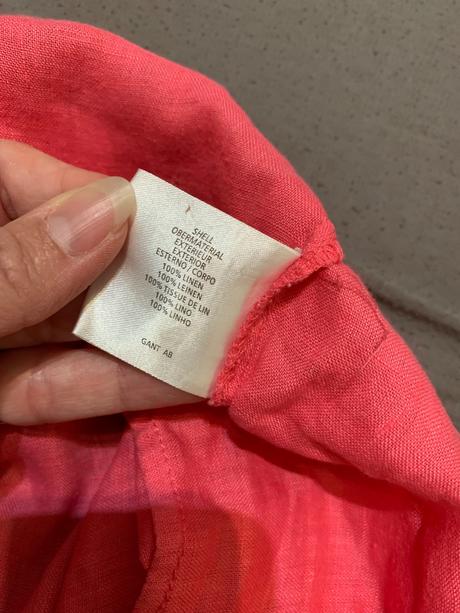 SHELL
OBERMATERIAL
EXTERIEUR
EXTERIOR
ESTERNO / CORPO
100% LINEN
100% LEINEN
100% TISSUE DE LIN
100% LINO
100% LINHO
GANT AB